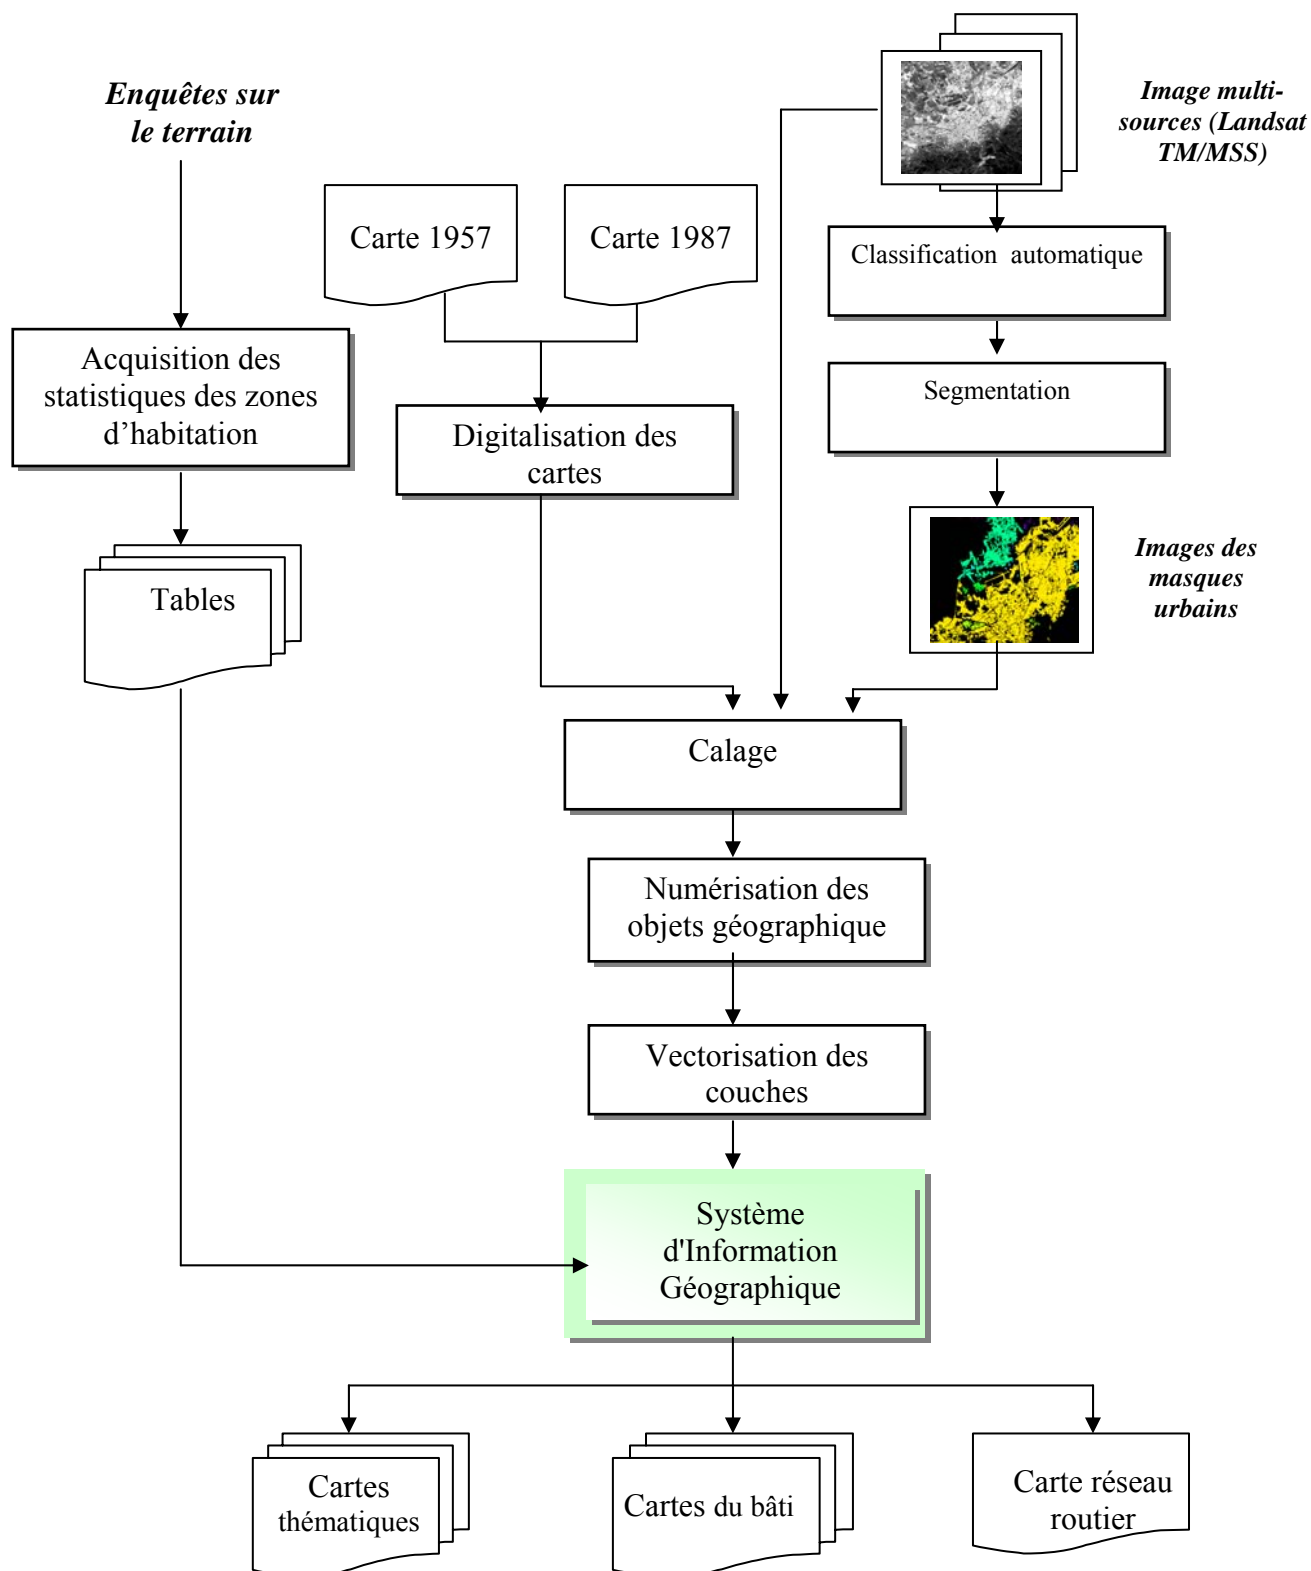 Enquêtes sur
le terrain
Image multi-
sources (Landsat
TM/MSS)
Carte 1957
Carte 1987
Classification automatique
Acquisition des
statistiques des zones
d’habitation
Segmentation
Digitalisation des
cartes
Images des
masques
urbains
Tables
Calage
Numérisation des
objets géographique
Vectorisation des
couches
Système
d'Information
Géographique
Cartes
thématiques
Cartes du bâti
Carte réseau
routier